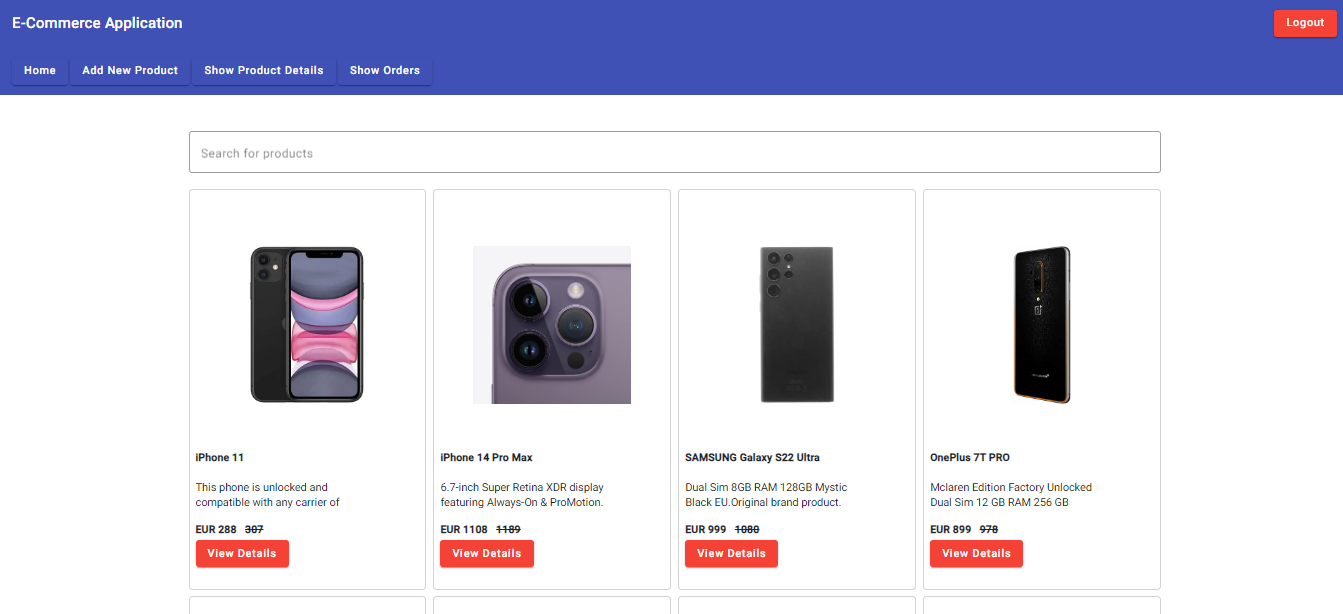 E-Commerce Application
Logout
Home
Add New Product
Show Product Details
Show Orders
Search for products
iPhone 11
This phone is unlocked and
compatible with any carrier of
EUR 288 307
View Details
iPhone 14 Pro Max
6.7-inch Super Retina XDR display
featuring Always-On & ProMotion.
EUR 1108 1189
View Details
SAMSUNG Galaxy S22 Ultra
Dual Sim 8GB RAM 128GB Mystic
Black EU.Original brand product.
EUR 999 1080
View Details
OnePlus 7T PRO
Mclaren Edition Factory Unlocked
Dual Sim 12 GB RAM 256 GB
EUR 899 978
View Details